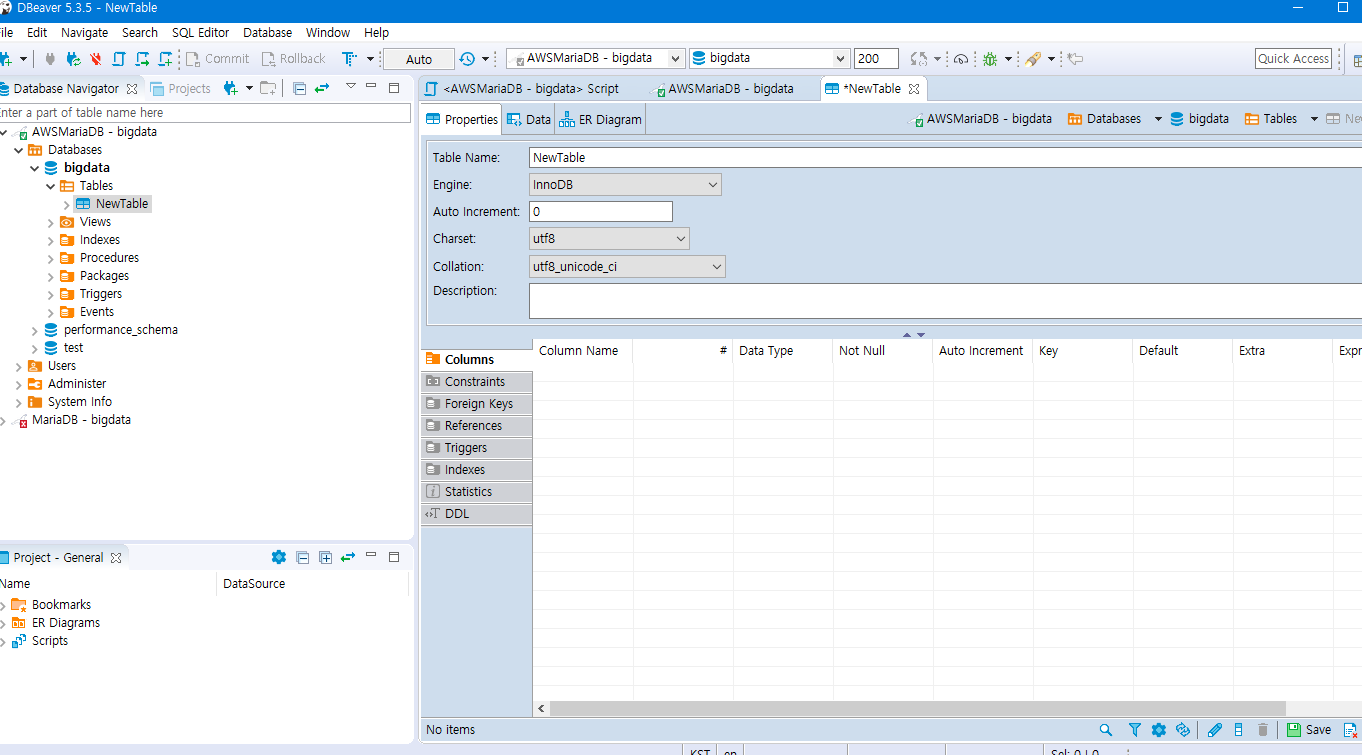 DBeaver 5.3.5 - NewTable
ile Edit Navigate Search SQL Editor Database Window Help
Commit Rollback Auto AWSMariaDB - bigdata bigdata 200 Quick Access
Database Navigator Projects
<AWSMariaDB - bigdata> Script AWSMariaDB - bigdata *NewTable
Enter a part of table name here
AWSMariaDB - bigdata
Databases
bigdata
Tables
NewTable
Views
Indexes
Procedures
Packages
Triggers
Events
performance_schema
test
Users
Administer
System Info
MariaDB - bigdata
Project - General
Name DataSource
Bookmarks
ER Diagrams
Scripts
Properties Data ER Diagram
AWSMariaDB - bigdata Databases bigdata Tables Nev
Table Name: NewTable
Engine: InnoDB
Auto Increment: 0
Charset: utf8
Collation: utf8_unicode_ci
Description:
Columns
Constraints
Foreign Keys
References
Triggers
Indexes
Statistics
DDL
Column Name # Data Type Not Null Auto Increment Key Default Extra Expr
No items
Save
KST en Sel: 0 | 0